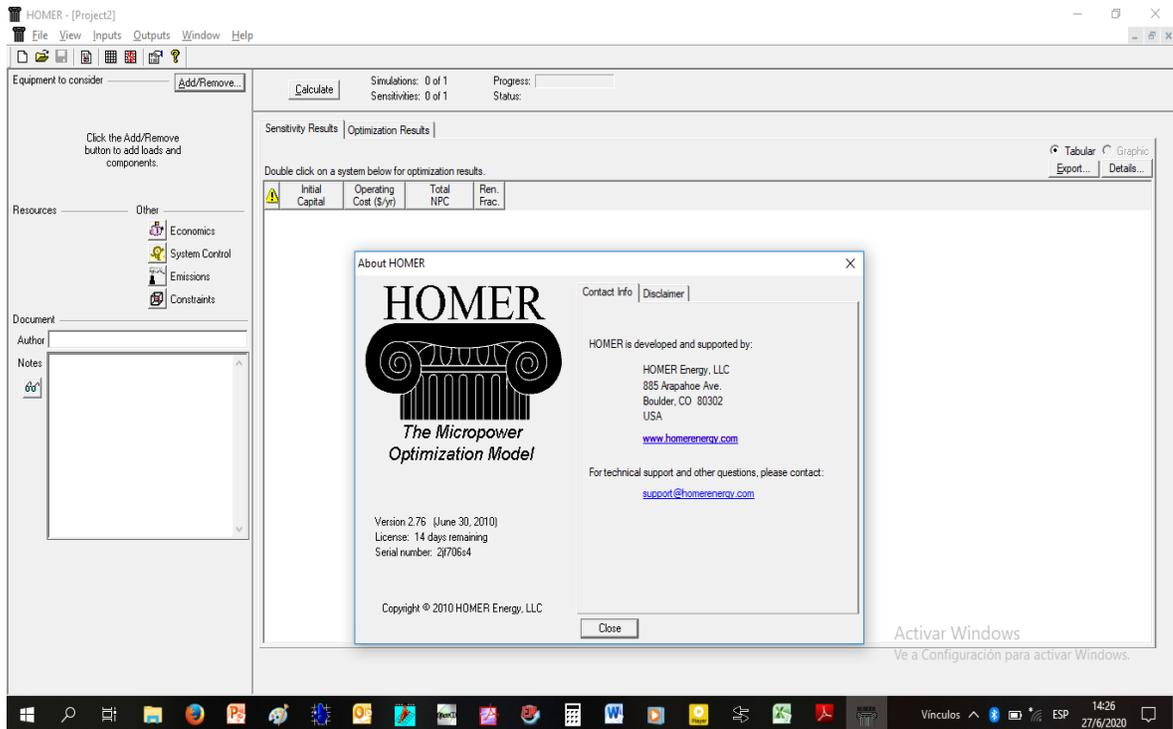 HOMER - [Project2]
File View Inputs Outputs Window Help
Equipment to consider
Add/Remove...
Click the Add/Remove
button to add loads and
components.
Resources
Other
Economics
System Control
Emissions
Constraints
Document
Author
Notes
Calculate
Simulations: 0 of 1
Sensitivities: 0 of 1
Progress:
Status:
Sensitivity Results
Optimization Results
Tabular
Graphic
Double click on a system below for optimization results.
Export...
Details...
Initial
Capital
Operating
Cost ($/yr)
Total
NPC
Ren.
Frac.
About HOMER
HOMER
The Micropower
Optimization Model
Version 2.76 (June 30, 2010)
License: 14 days remaining
Serial number: 2jf706s4
Copyright © 2010 HOMER Energy, LLC
Contact Info
Disclaimer
HOMER is developed and supported by:
HOMER Energy, LLC
885 Arapahoe Ave.
Boulder, CO 80302
USA
www.homerenergy.com
For technical support and other questions, please contact:
support@homerenergy.com
Close
Activar Windows
Ve a Configuración para activar Windows.
Vínculos
ESP
14:26
27/6/2020